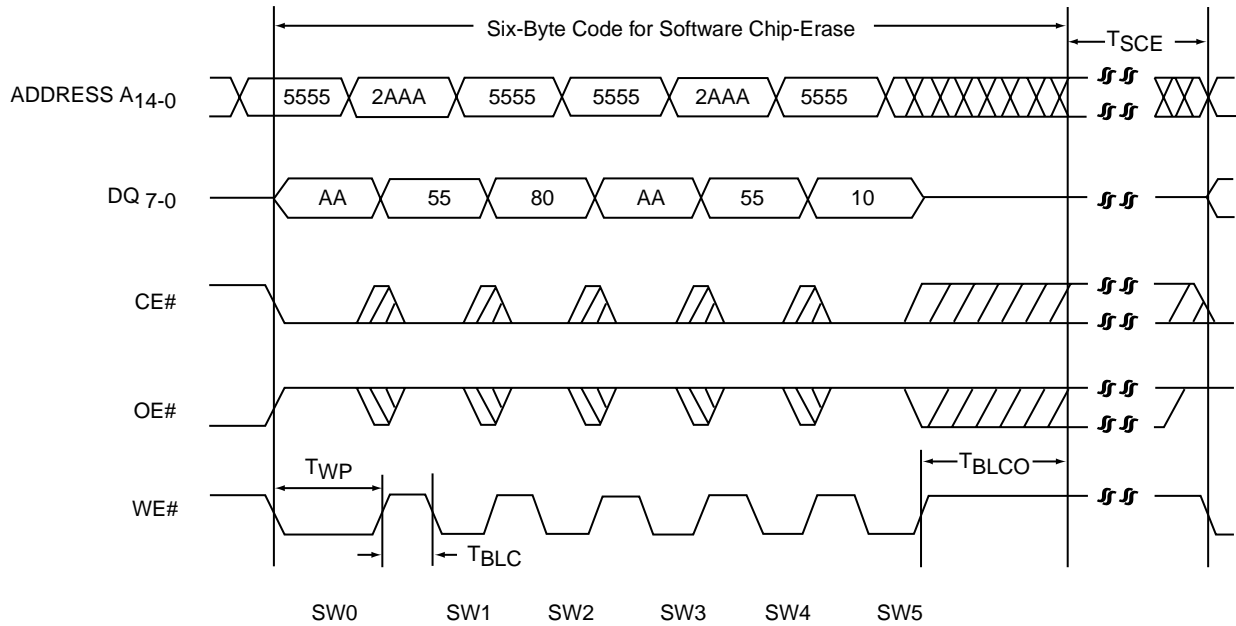 Six-Byte Code for Software Chip-Erase
TSCE
ADDRESS A14-0
5555 2AAA 5555 5555 2AAA 5555
DQ 7-0
AA 55 80 AA 55 10
CE#
OE#
TWP
TBLCO
WE#
TBLC
SW0 SW1 SW2 SW3 SW4 SW5